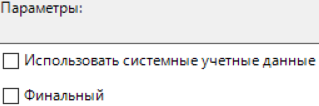 Параметры:
Использовать системные учетные данные
Финальный